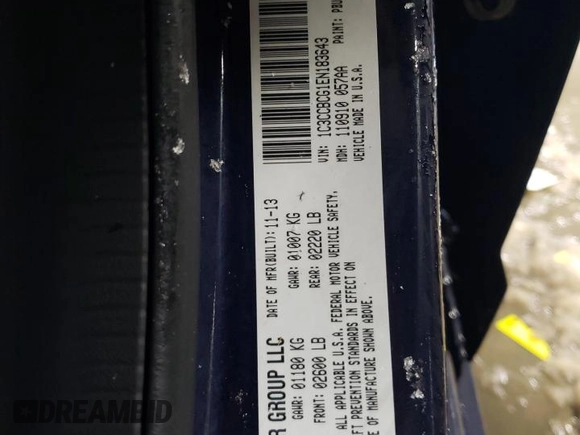 R GROUP LLC
DATE OF MFR(BUILT): 11-13
GAWR: 01180 KG
GAWR: 01007 KG
FRONT: 02600 LB
REAR: 02220 LB
ALL APPLICABLE U.S.A. FEDERAL MOTOR VEHICLE SAFETY,
FT PREVENTION STANDARDS IN EFFECT ON
E OF MANUFACTURE SHOWN ABOVE.
VIN: 1C3CCBCG1EN183643
MDH: 110910 057AA
PAINT: PBU
VEHICLE MADE IN U.S.A.
DREAMBID